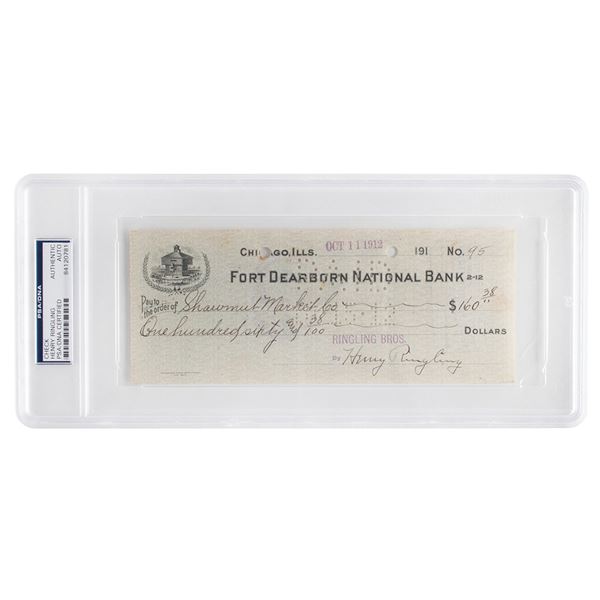 PSA/DNA
CHECK
HENRY RINGLING
PSA/DNA CERTIFIED
AUTHENTIC
AUTO
84120781
CHICAGO, ILLS. OCT 11 1912 191 No. 95
FORT DEARBORN NATIONAL BANK 2-12
Pay to the order of Shawmut Market Co $160 38
One hundred sixty & 38/100 DOLLARS
RINGLING BROS.
By Henry Ringling